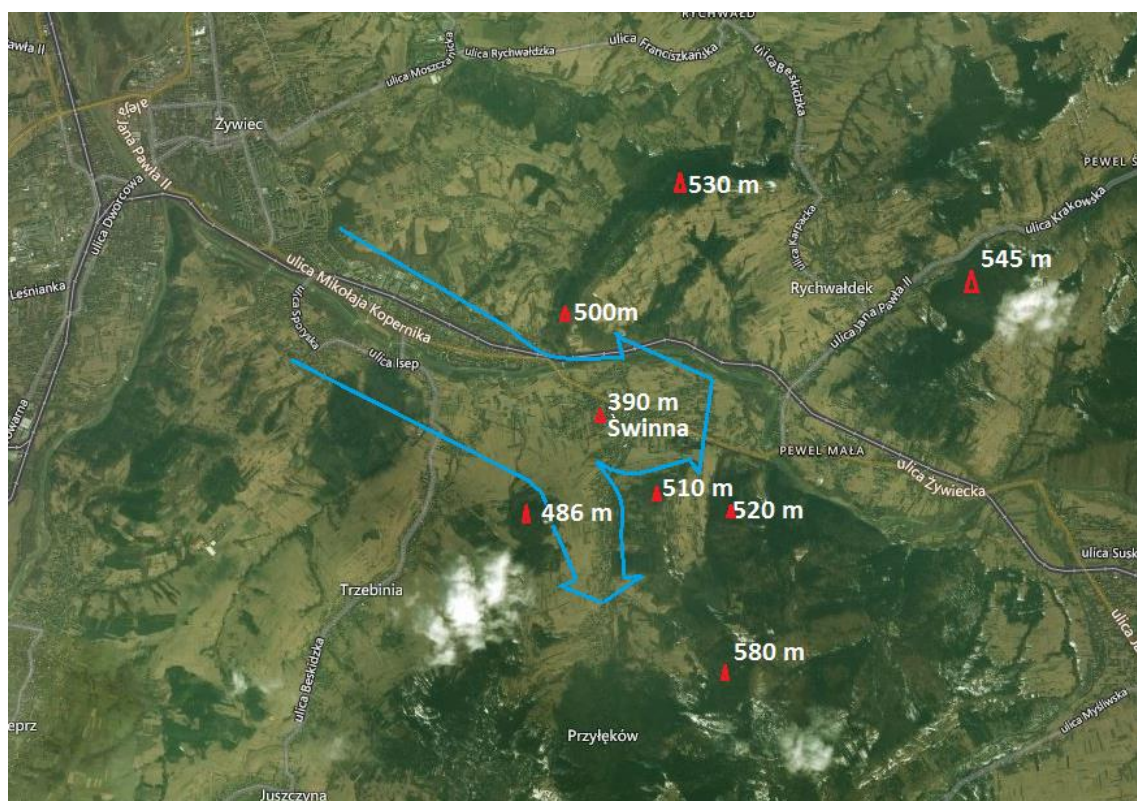 RYCHWAŁD
Pawła II
ulica Franciszkańska
ulica Rychwałdzka
ulica Moszczanicka
ulica Beskidzka
aleja Jana Pawła II
Żywiec
PEWEL Ś
530 m
ulica Krakowska
ulica Dworcowa
ulica Karpacka
545 m
Leśnianka
ulica Mikołaja Kopernika
Rychwałdek
ulica Sporyska
500m
ulica Jana Pawła II
ulica Isep
390 m
Świnna
PEWEL MAŁA
ulica Żywiecka
510 m
486 m
520 m
ulica Susk
Trzebinia
580 m
ulica Beskidzka
ulica Myśliwska
Przyłęków
Juszczyna